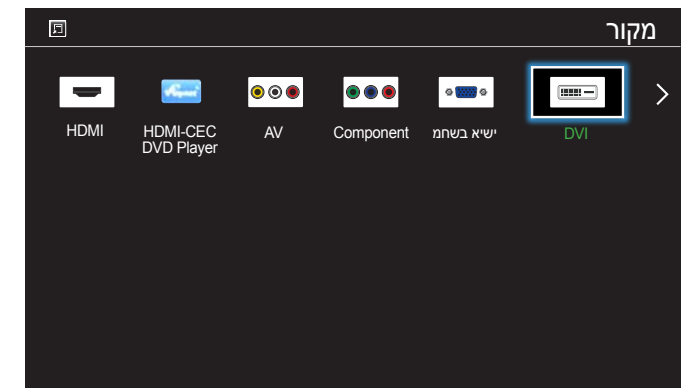 מקור
DVI
ישיא בשחמ
Component
AV
HDMI-CEC
DVD Player
HDMI